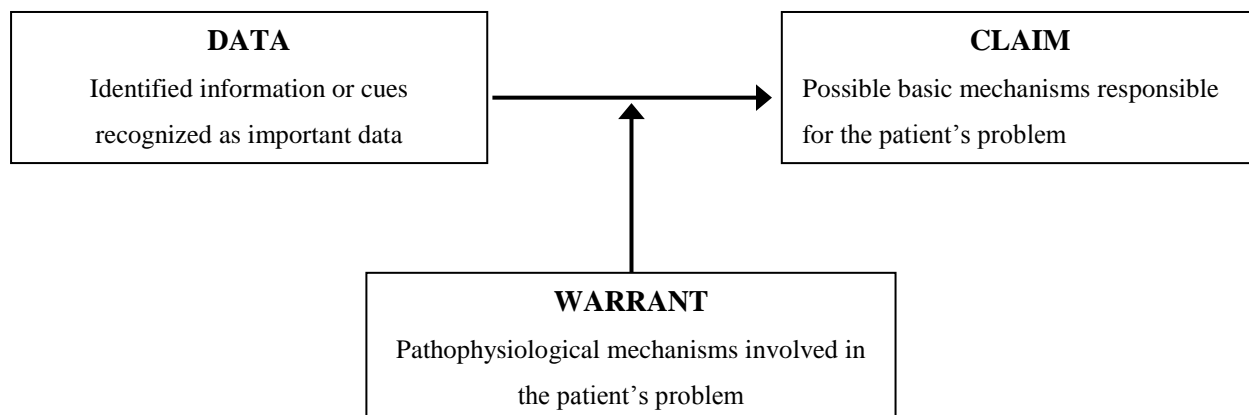 DATA
Identified information or cues
recognized as important data
CLAIM
Possible basic mechanisms responsible
for the patient’s problem
WARRANT
Pathophysiological mechanisms involved in
the patient’s problem